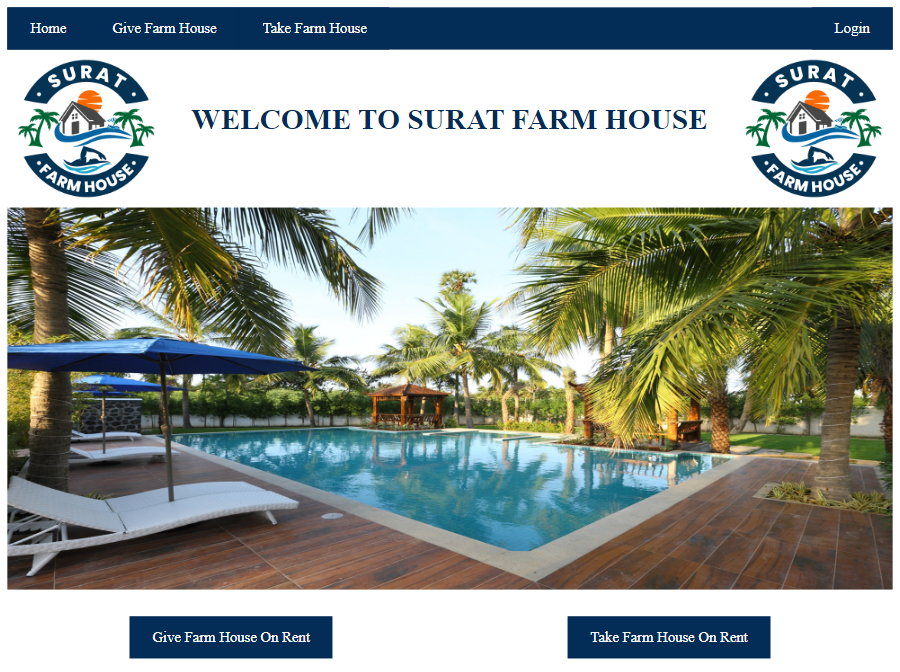 Home
Give Farm House
Take Farm House
Login
SURAT
FARM HOUSE
WELCOME TO SURAT FARM HOUSE
SURAT
FARM HOUSE
Give Farm House On Rent
Take Farm House On Rent